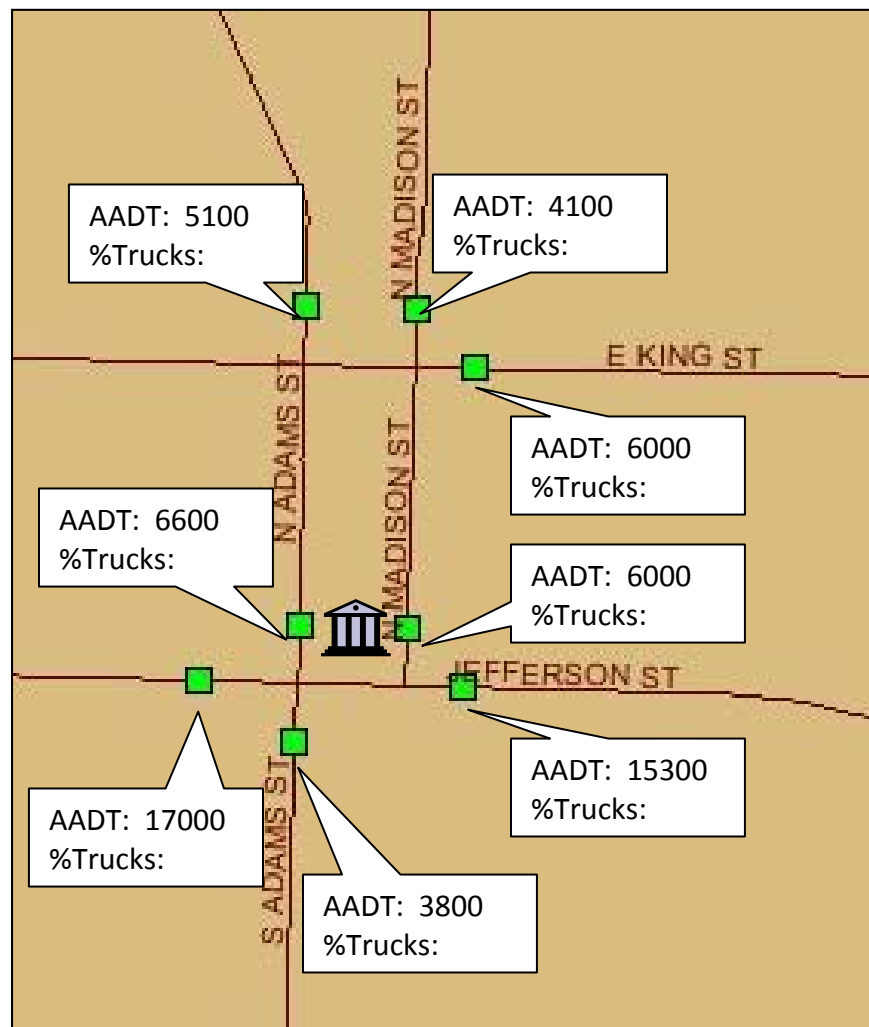 N MADISON ST
AADT:  5100
%Trucks:
AADT:  4100
%Trucks:
E KING ST
N ADAMS ST
AADT:  6000
%Trucks:
N MADISON ST
AADT:  6600
%Trucks:
AADT:  6000
%Trucks:
JEFFERSON ST
AADT:  15300
%Trucks:
S ADAMS ST
AADT:  17000
%Trucks:
AADT:  3800
%Trucks: